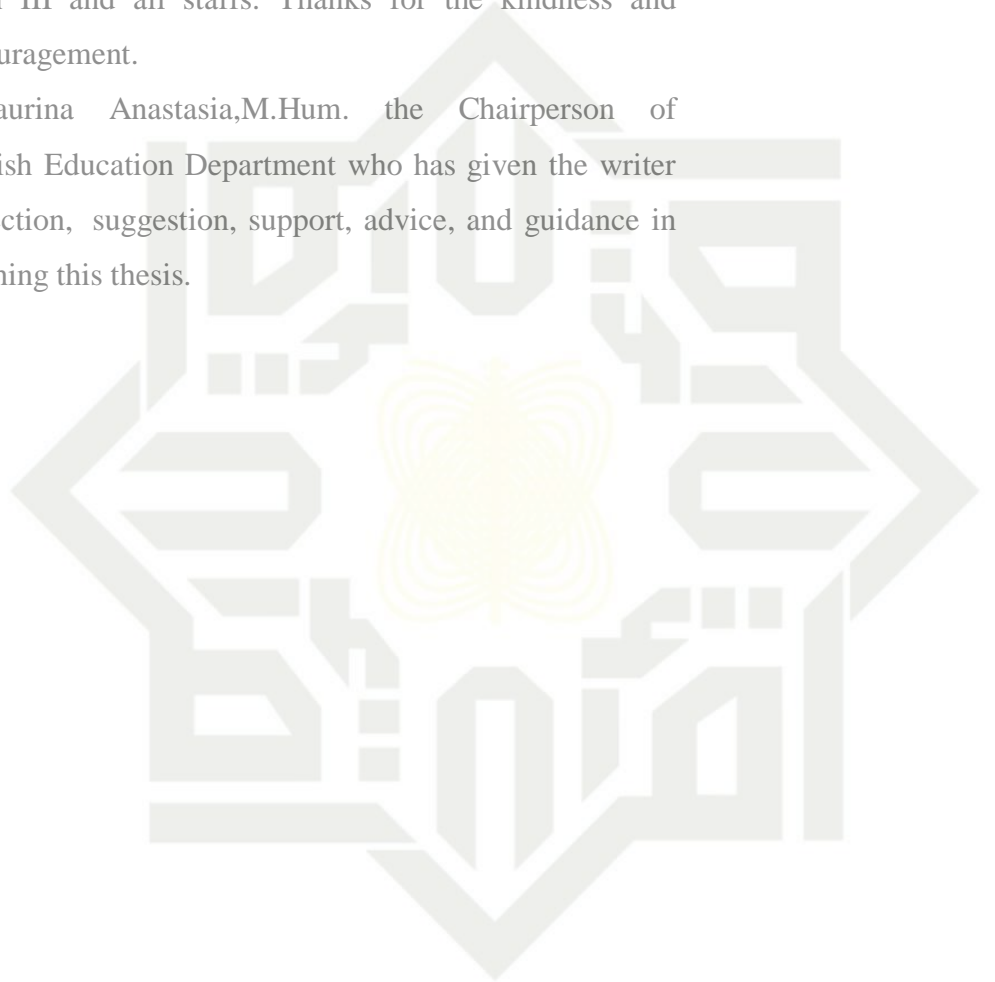 III and all staffs. Thanks for the kindness and
uragement.
aurina Anastasia,M.Hum. the Chairperson of
ish Education Department who has given the writer
ction, suggestion, support, advice, and guidance in
ing this thesis.